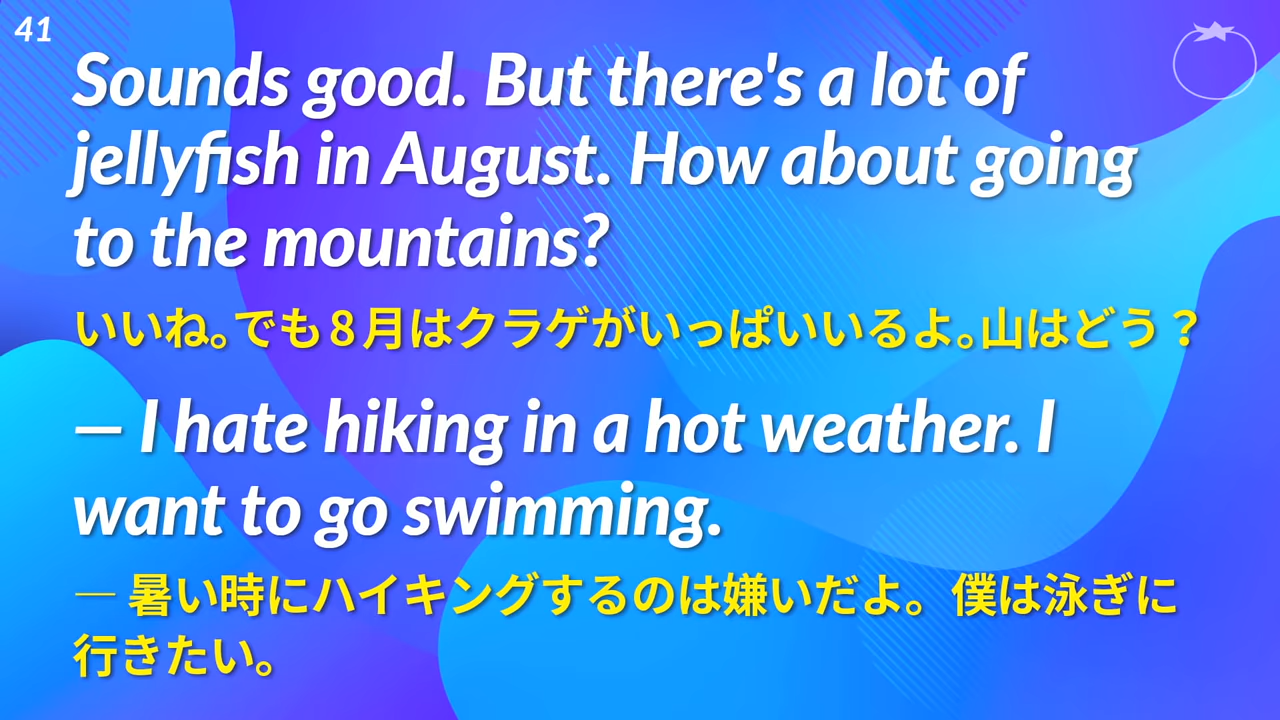 41
Sounds good. But there's a lot of
jellyfish in August. How about going
to the mountains?
いいね。でも８月はクラゲがいっぱいいるよ。山はどう？
— I hate hiking in a hot weather. I
want to go swimming.
— 暑い時にハイキングするのは嫌いだよ。僕は泳ぎに
行きたい。